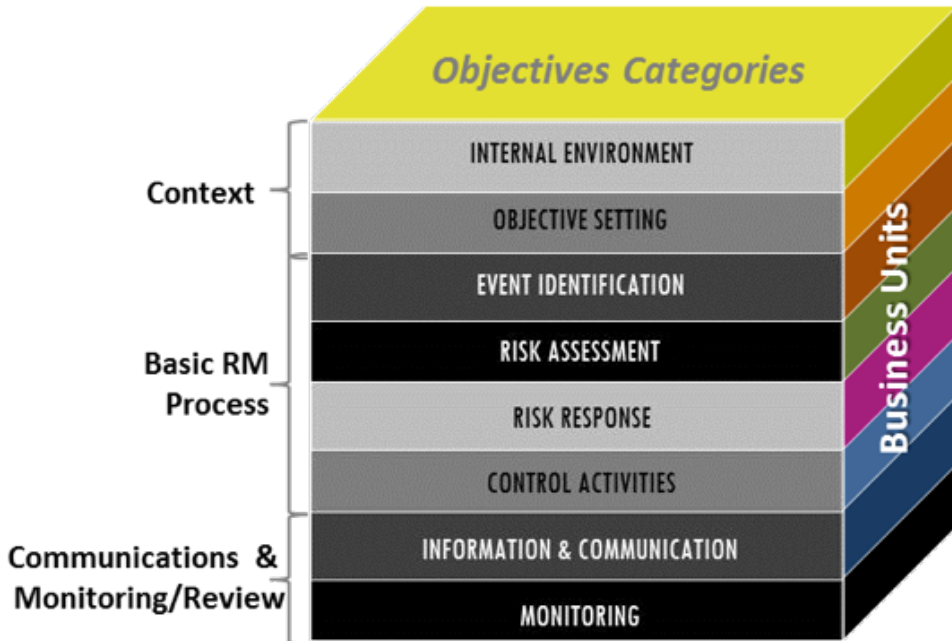 Objectives Categories
INTERNAL ENVIRONMENT
Context
OBJECTIVE SETTING
EVENT IDENTIFICATION
RISK ASSESSMENT
Basic RM
Process
RISK RESPONSE
CONTROL ACTIVITIES
Business Units
INFORMATION & COMMUNICATION
Communications &
Monitoring/Review
MONITORING